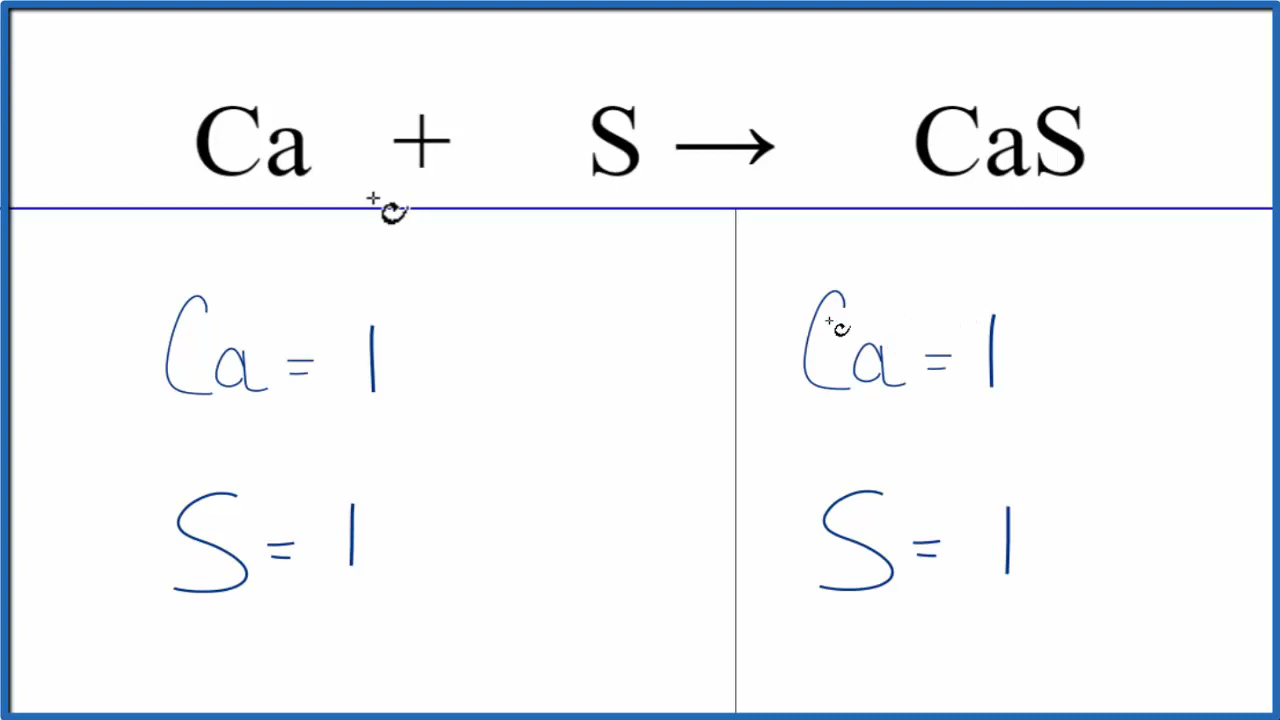 Ca + S → CaS
Ca = 1
S = 1
Ca = 1
S = 1